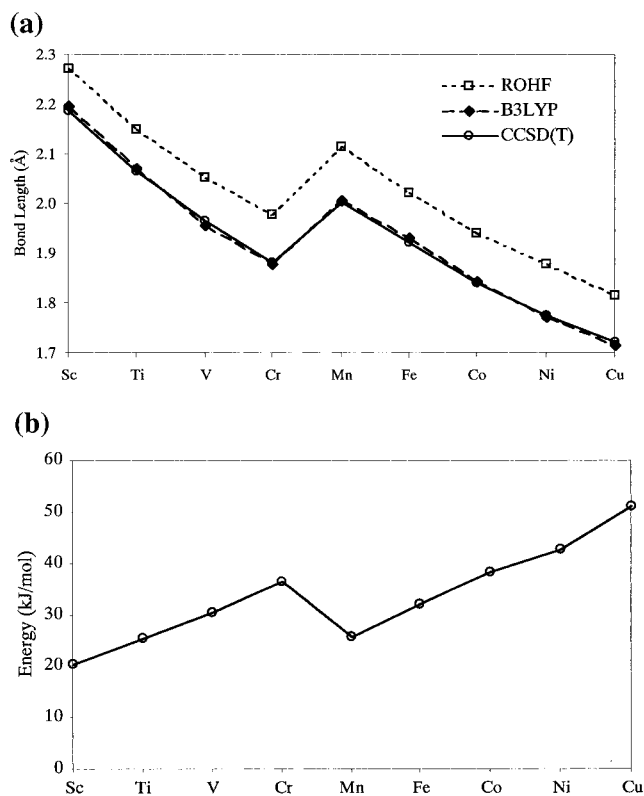 (a)
2.3
2.2
2.1
2.0
1.9
1.8
1.7
Bond Length (Å)
ROHF
B3LYP
CCSD(T)
Sc Ti V Cr Mn Fe Co Ni Cu
(b)
60
50
40
30
20
10
0
Energy (kJ/mol)
Sc Ti V Cr Mn Fe Co Ni Cu